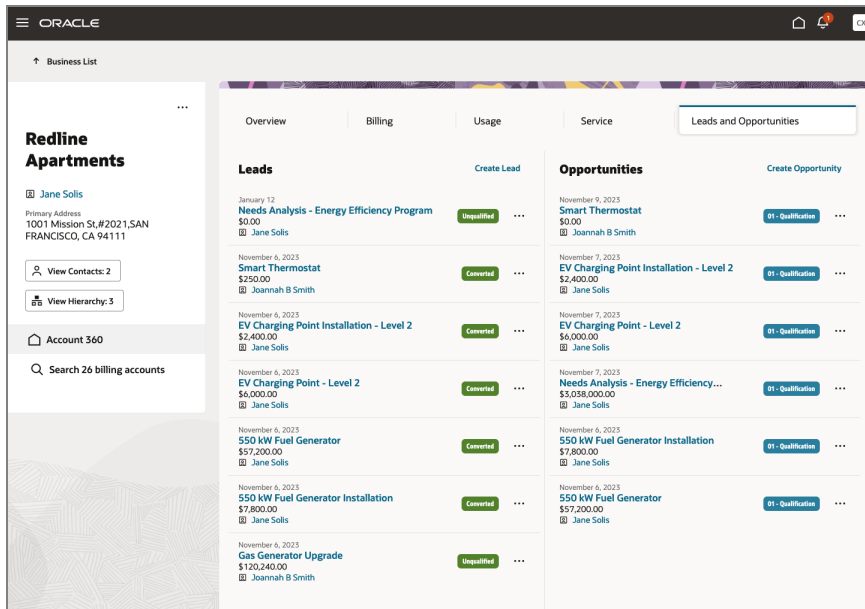 ORACLE
1
CX
Business List
...
Redline
Apartments
Jane Solis
Primary Address
1001 Mission St,#2021,SAN
FRANCISCO, CA 94111
View Contacts: 2
View Hierarchy: 3
Account 360
Search 26 billing accounts
Overview
Billing
Usage
Service
Leads and Opportunities
Leads
Create Lead
January 12
Needs Analysis - Energy Efficiency Program
$0.00
Jane Solis
Unqualified
...
November 6, 2023
Smart Thermostat
$250.00
Joannah B Smith
Converted
...
November 6, 2023
EV Charging Point Installation - Level 2
$2,400.00
Jane Solis
Converted
...
November 6, 2023
EV Charging Point - Level 2
$6,000.00
Jane Solis
Converted
...
November 6, 2023
550 kW Fuel Generator
$57,200.00
Jane Solis
Converted
...
November 6, 2023
550 kW Fuel Generator Installation
$7,800.00
Jane Solis
Converted
...
November 6, 2023
Gas Generator Upgrade
$120,240.00
Joannah B Smith
Unqualified
...
Opportunities
Create Opportunity
November 9, 2023
Smart Thermostat
$0.00
Joannah B Smith
01 - Qualification
...
November 7, 2023
EV Charging Point Installation - Level 2
$2,400.00
Jane Solis
01 - Qualification
...
November 7, 2023
EV Charging Point - Level 2
$6,000.00
Jane Solis
01 - Qualification
...
November 7, 2023
Needs Analysis - Energy Efficiency...
$3,038,000.00
Jane Solis
01 - Qualification
...
November 6, 2023
550 kW Fuel Generator Installation
$7,800.00
Jane Solis
01 - Qualification
...
November 6, 2023
550 kW Fuel Generator
$57,200.00
Jane Solis
01 - Qualification
...